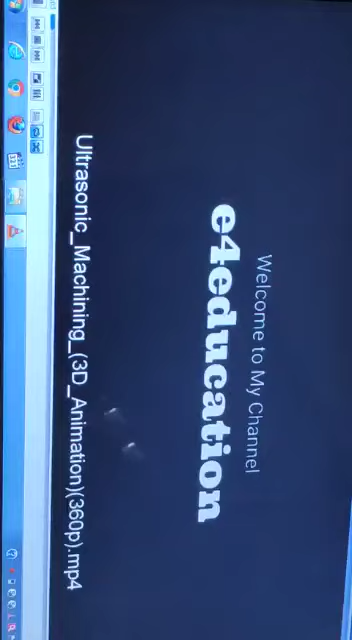 Welcome to My Channel
e4education
Ultrasonic_Machining_(3D_Animation)(360p).mp4